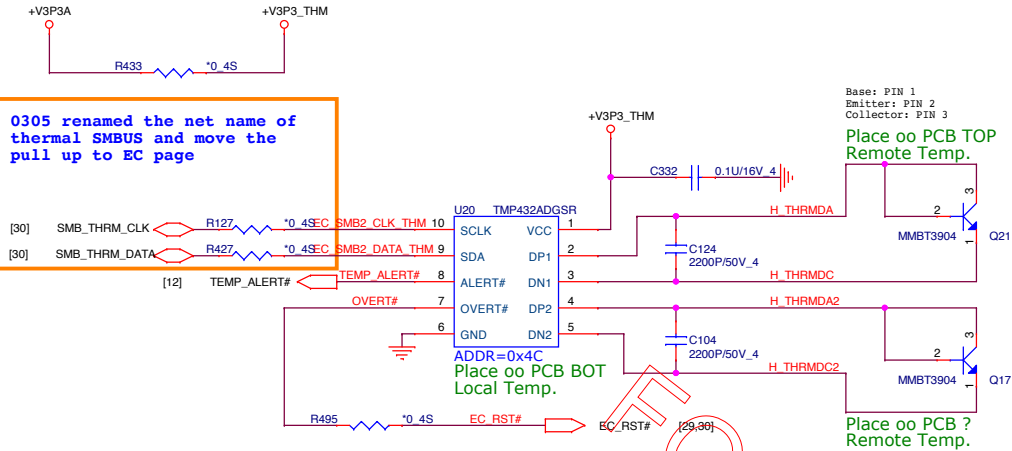 +V3P3A
+V3P3_THM
R433
*0_4S
0305 renamed the net name of
thermal SMBUS and move the
pull up to EC page
Base: PIN 1
Emitter: PIN 2
Collector: PIN 3
Place oo PCB TOP
Remote Temp.
+V3P3_THM
C332
0.1U/16V_4
U20
TMP432ADGSR
[30]
SMB_THRM_CLK
R127
*0_4S
EC_SMB2_CLK_THM
10
SCLK
VCC
1
[30]
SMB_THRM_DATA
R427
*0_4S
EC_SMB2_DATA_THM
9
SDA
DP1
2
[12]
TEMP_ALERT#
TEMP_ALERT#
8
ALERT#
DN1
3
OVERT#
7
OVERT#
DP2
4
6
GND
DN2
5
H_THRMDA
C124
2200P/50V_4
H_THRMDC
3
2
1
MMBT3904
Q21
H_THRMDA2
C104
2200P/50V_4
H_THRMDC2
3
2
1
MMBT3904
Q17
ADDR=0x4C
Place oo PCB BOT
Local Temp.
R495
*0_4S
EC_RST#
EC_RST#
[29,30]
Place oo PCB ?
Remote Temp.